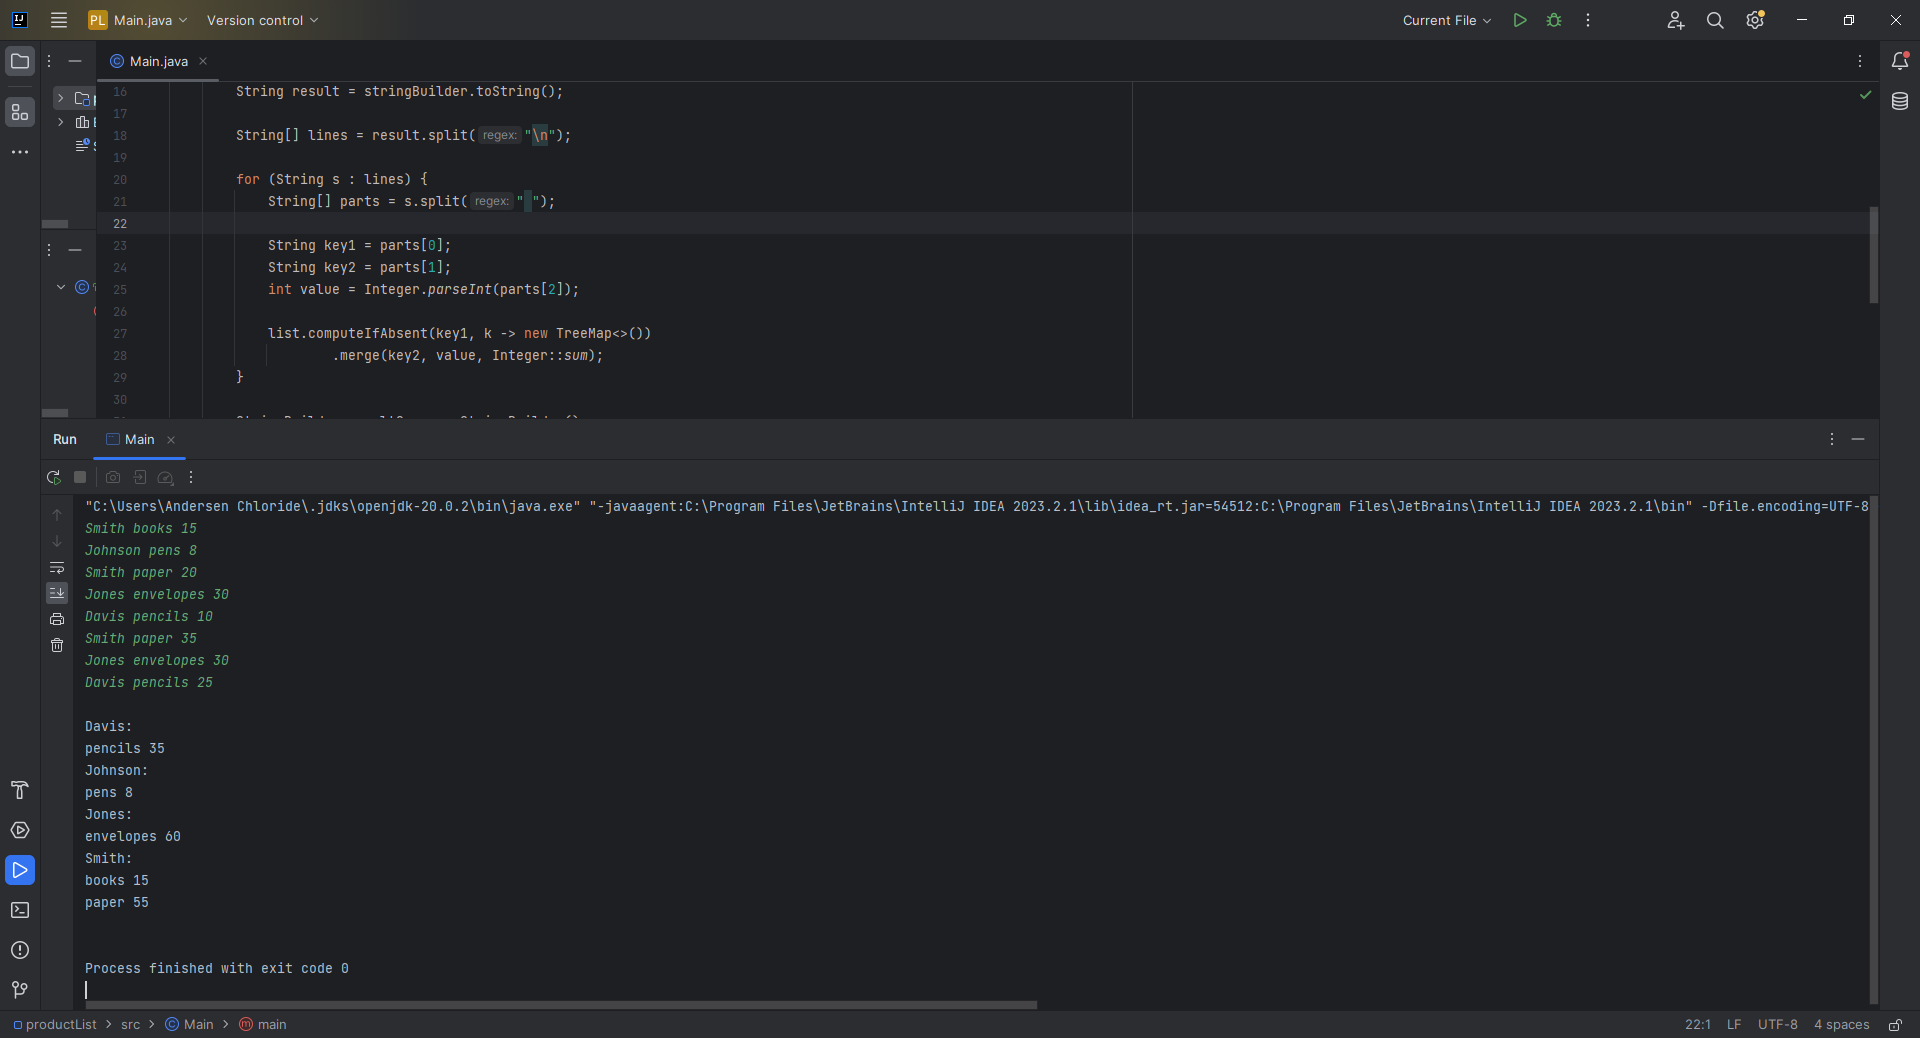 PL Main.java Version control Current File
Main.java
16 String result = stringBuilder.toString();
17
18 String[] lines = result.split( regex: "\n");
19
20 for (String s : lines) {
21 String[] parts = s.split( regex: " ");
22
23 String key1 = parts[0];
24 String key2 = parts[1];
25 int value = Integer.parseInt(parts[2]);
26
27 list.computeIfAbsent(key1, k -> new TreeMap<>())
28 .merge(key2, value, Integer::sum);
29 }
30
Run Main
"C:\Users\Andersen Chloride\.jdks\openjdk-20.0.2\bin\java.exe" "-javaagent:C:\Program Files\JetBrains\IntelliJ IDEA 2023.2.1\lib\idea_rt.jar=54512:C:\Program Files\JetBrains\IntelliJ IDEA 2023.2.1\bin" -Dfile.encoding=UTF-8
Smith books 15
Johnson pens 8
Smith paper 20
Jones envelopes 30
Davis pencils 10
Smith paper 35
Jones envelopes 30
Davis pencils 25
Davis:
pencils 35
Johnson:
pens 8
Jones:
envelopes 60
Smith:
books 15
paper 55
Process finished with exit code 0
productList > src > Main > main 22:1 LF UTF-8 4 spaces